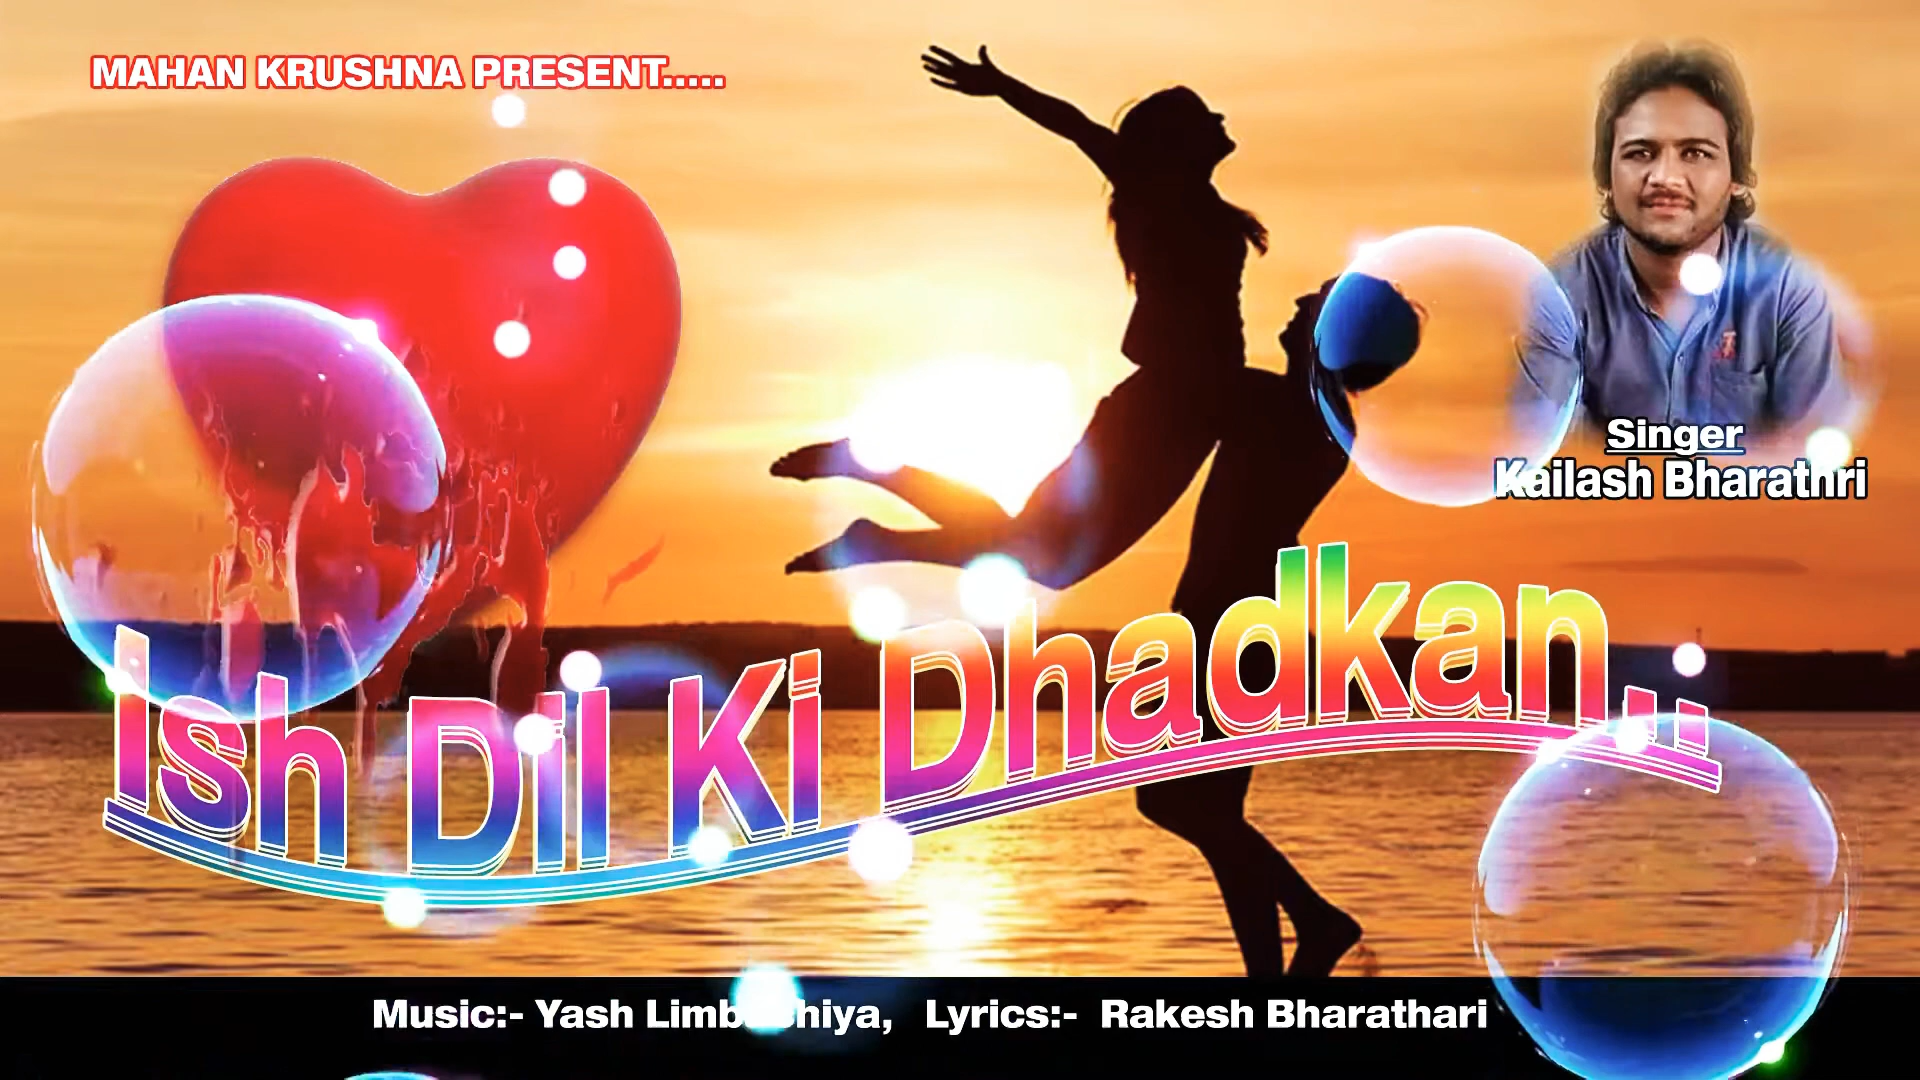 MAHAN KRUSHNA PRESENT.....
Singer
Kailash Bharathri
Ish Dil Ki Dhadkan...
Music:- Yash Lyrics:- Rakesh Bharathari